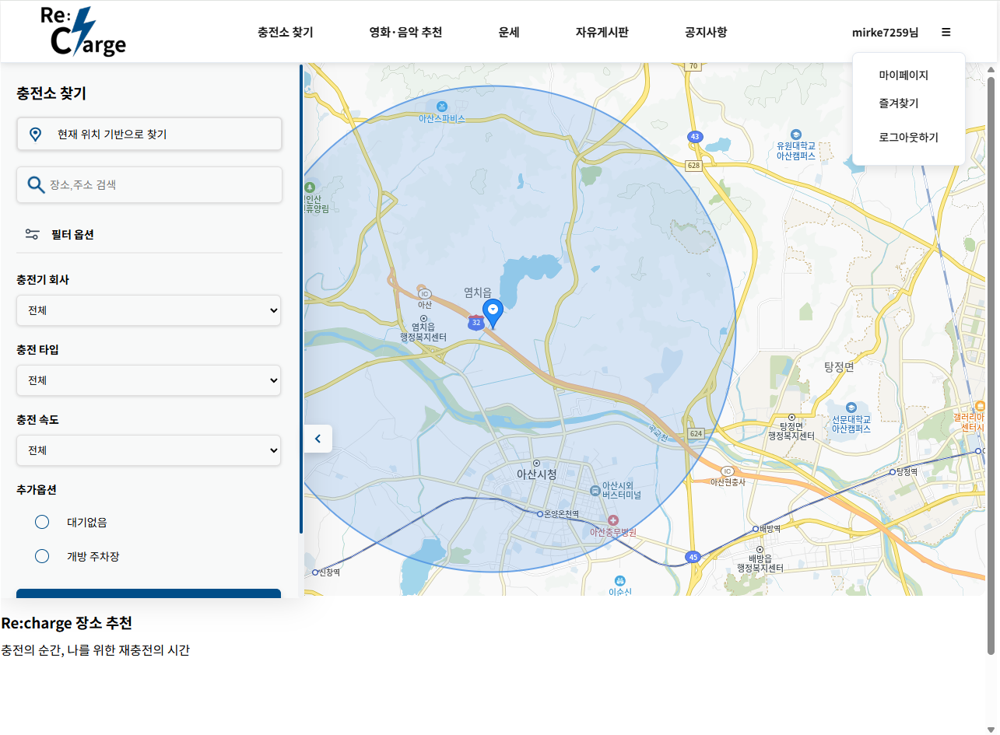 Re:
Charge
충전소 찾기
영화·음악 추천
운세
자유게시판
공지사항
mirke7259님
☰
마이페이지
즐겨찾기
로그아웃하기
충전소 찾기
현재 위치 기반으로 찾기
장소,주소 검색
필터 옵션
충전기 회사
전체
충전 타입
전체
충전 속도
전체
추가옵션
대기없음
개방 주차장
70
아산스파비스
43
628
유원대학교
아산캠퍼스
인산
휴양림
염치읍
IC
아산
32
염치읍
행정복지센터
탕정면
탕정면
행정복지센터
선문대학교
아산캠퍼스
갤러리아
센터시
624
곡교천
IC
아산현충사
아산시청
아산시외
버스터미널
탕정역
온양온천역
아산충무병원
배방역
45
배방읍
행정복지센터
신창역
이순신
Re:charge 장소 추천
충전의 순간, 나를 위한 재충전의 시간